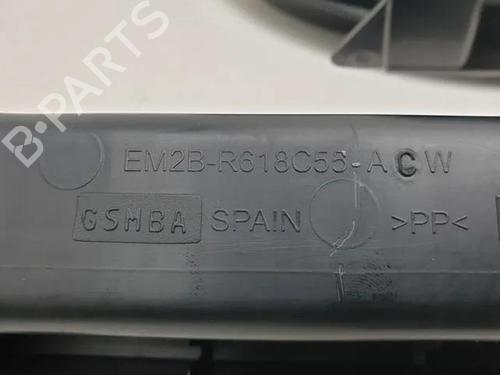 B-PARTS
EM2B-R618C55-ACW
GSMBA SPAIN >PP<